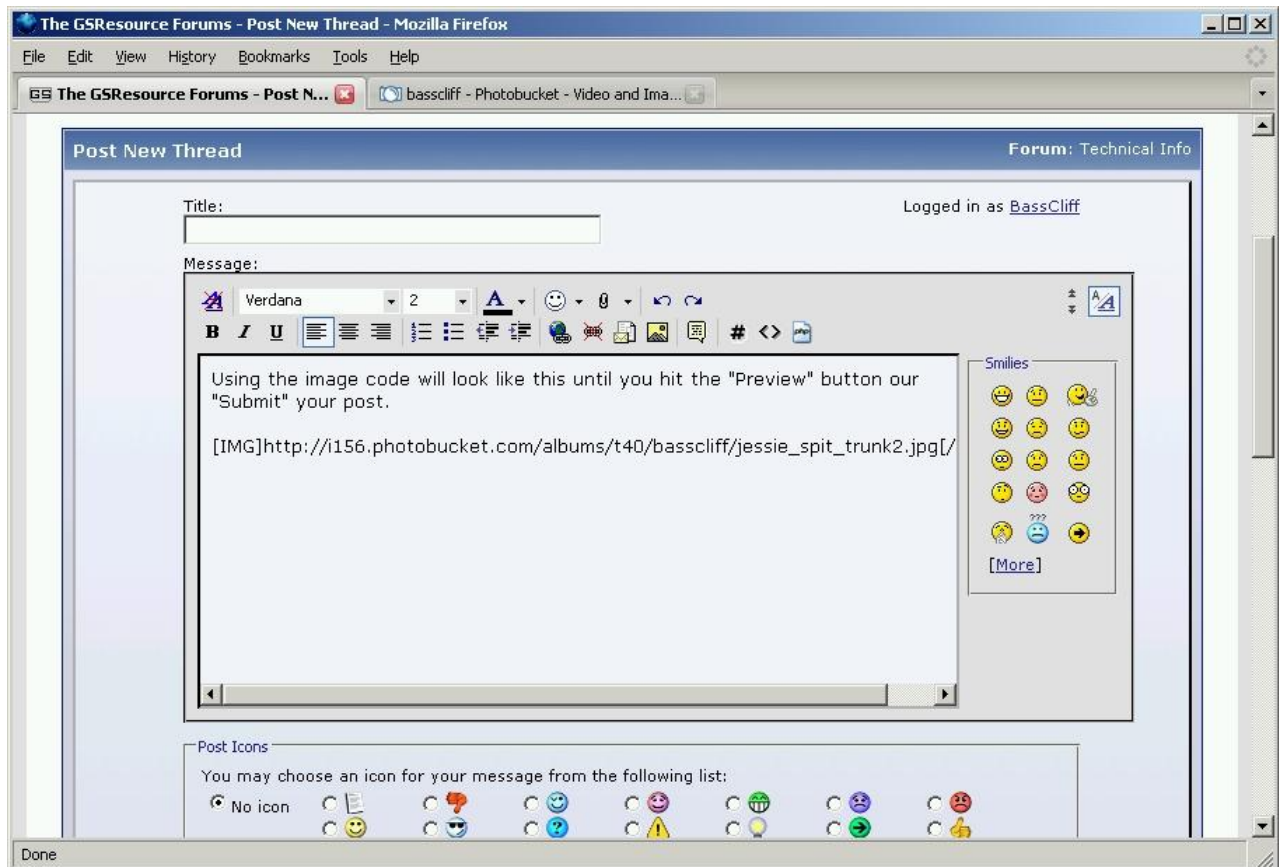 The GSResource Forums - Post New Thread - Mozilla Firefox
File Edit View History Bookmarks Tools Help
GS The GSResource Forums - Post N... basscliff - Photobucket - Video and Ima...
Post New Thread Forum: Technical Info
Title: Logged in as BassCliff
Message:
Verdana 2 A
B I U # <> php
Using the image code will look like this until you hit the "Preview" button our
"Submit" your post.
[IMG]http://i156.photobucket.com/albums/t40/basscliff/jessie_spit_trunk2.jpg[/
Smilies
???
[More]
Post Icons
You may choose an icon for your message from the following list:
No icon
Done